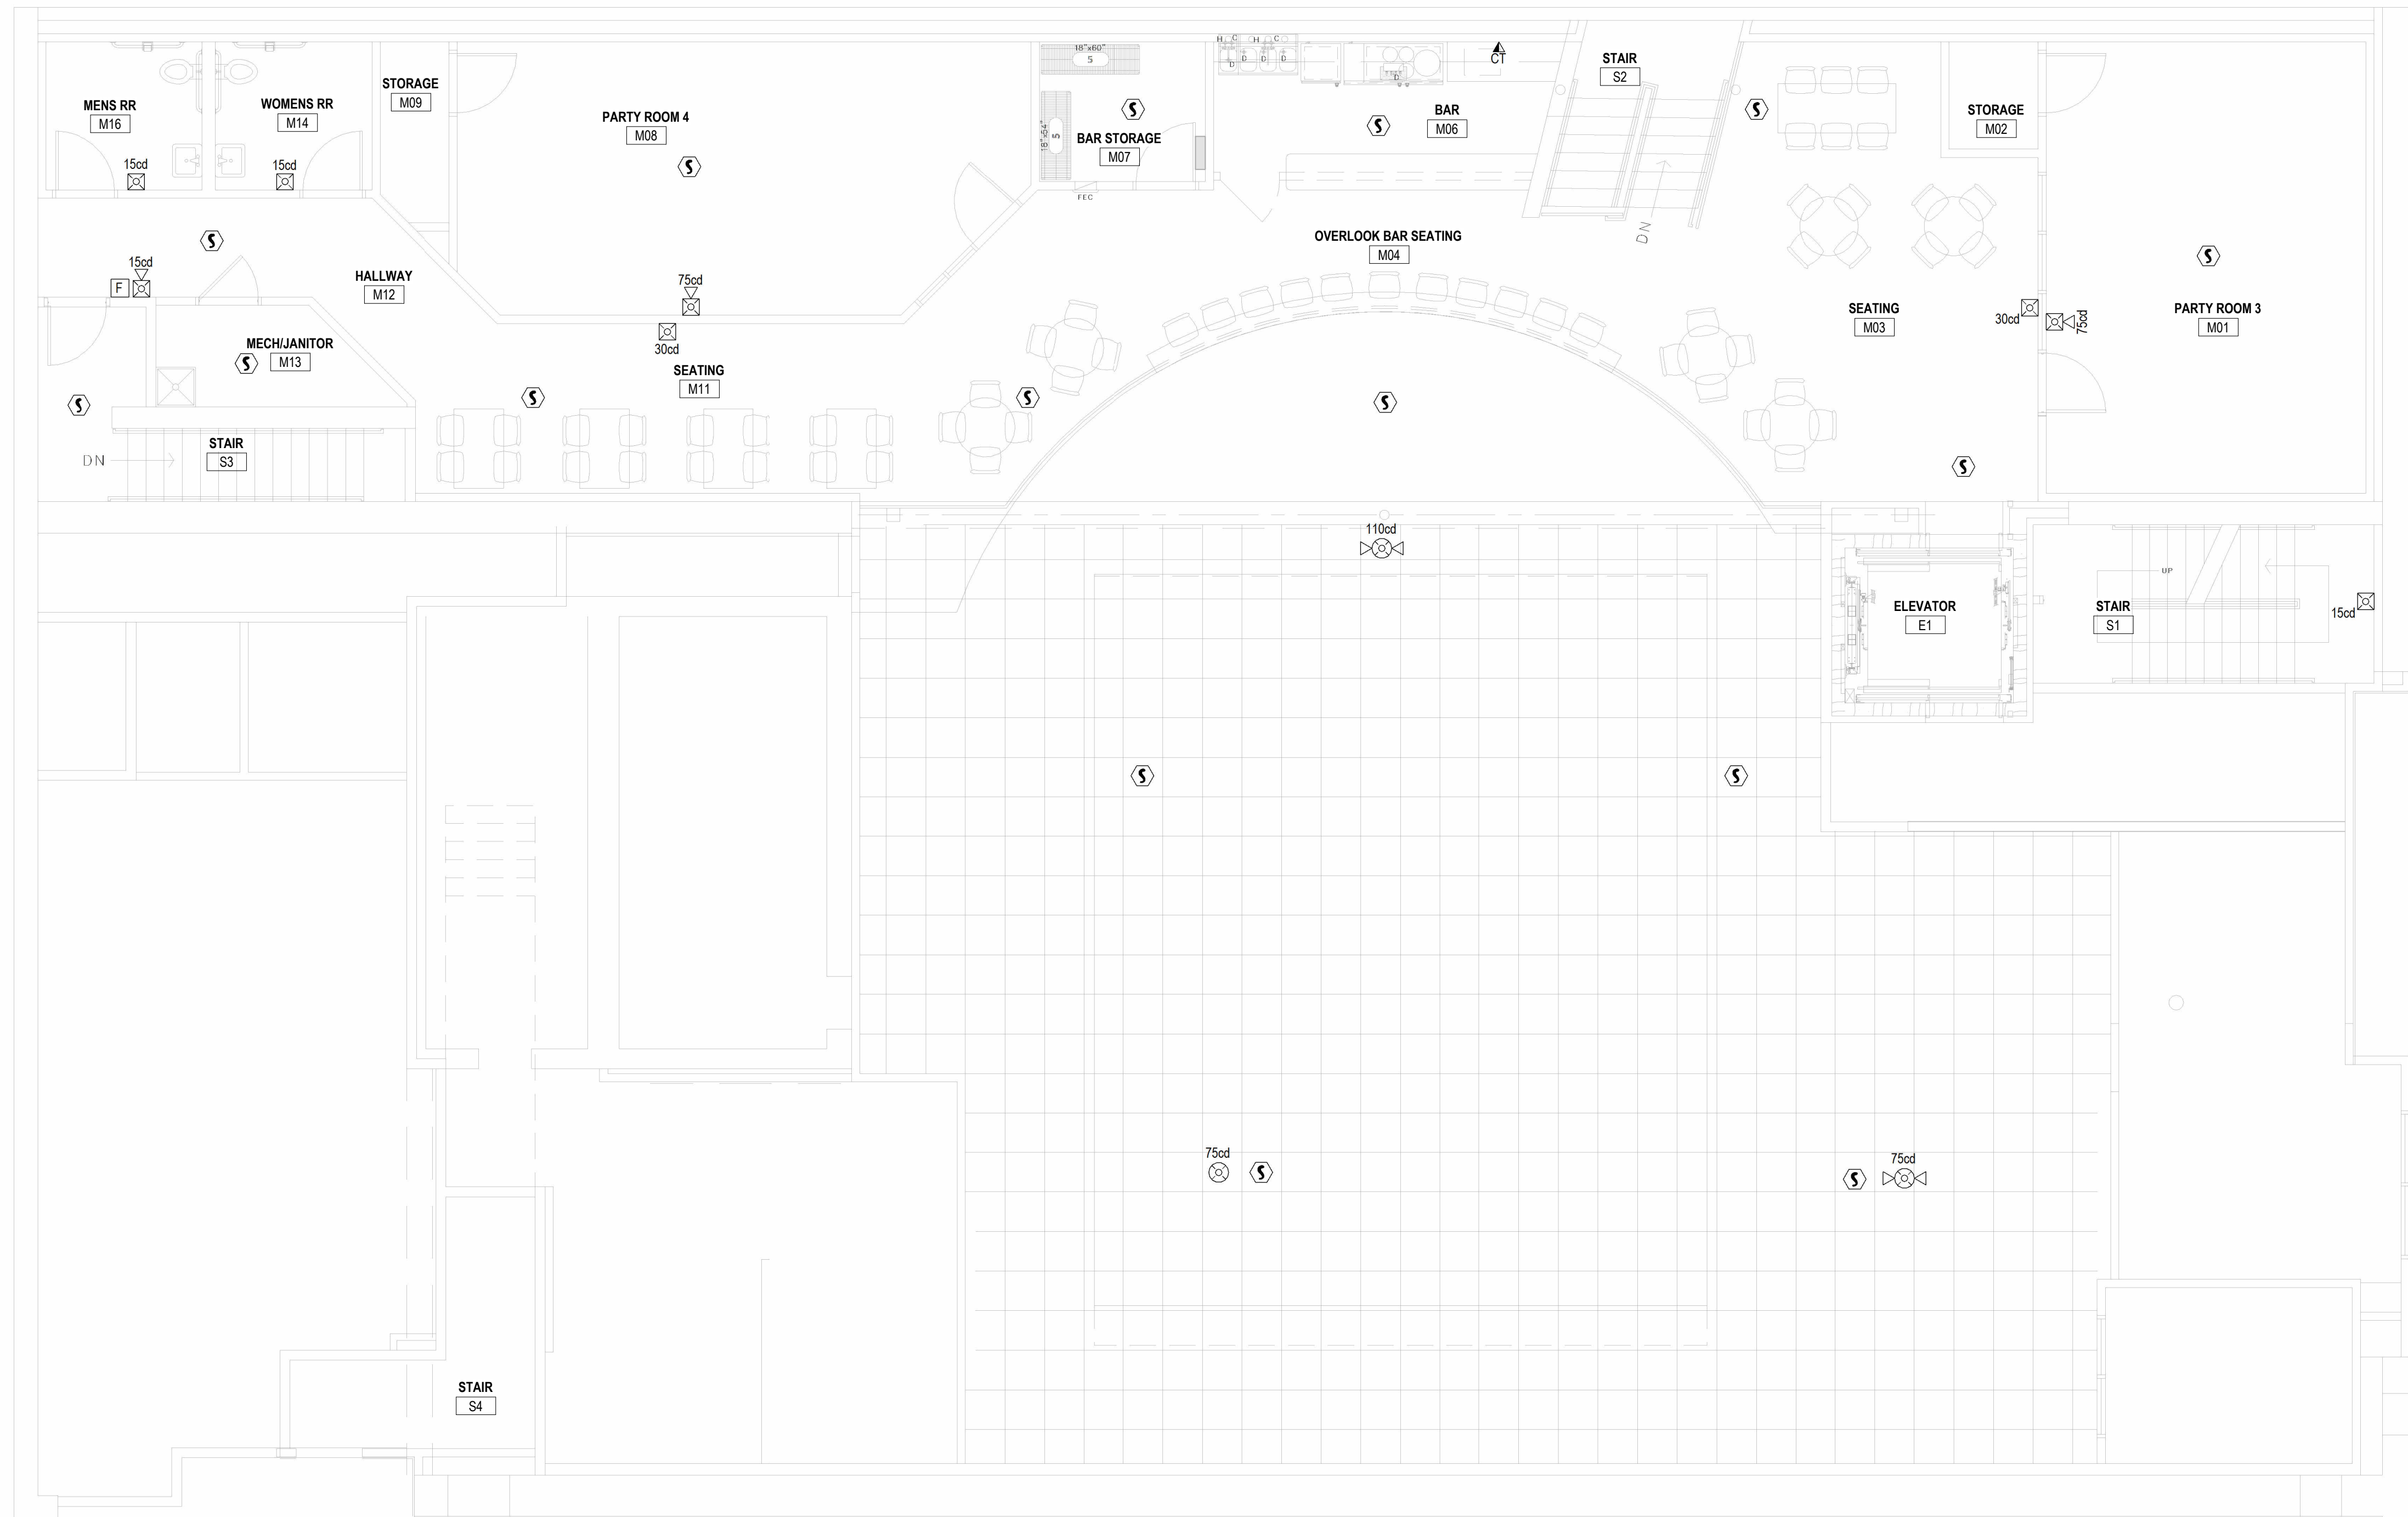 MENS RR
M16
WOMENS RR
M14
STORAGE
M09
PARTY ROOM 4
M08
18"x60"
5
18"x54"
5
BAR STORAGE
M07
FEC
H C H C
D D D D
D
CT
BAR
M06
STAIR
S2
DN
STORAGE
M02
15cd
15cd
S
S
S
S
S
15cd
F
HALLWAY
M12
75cd
30cd
OVERLOOK BAR SEATING
M04
SEATING
M03
30cd
75cd
S
PARTY ROOM 3
M01
MECH/JANITOR
S
M13
SEATING
M11
S
S
S
S
S
STAIR
S3
DN
110cd
ELEVATOR
E1
UP
STAIR
S1
15cd
S
S
75cd
S
75cd
S
STAIR
S4